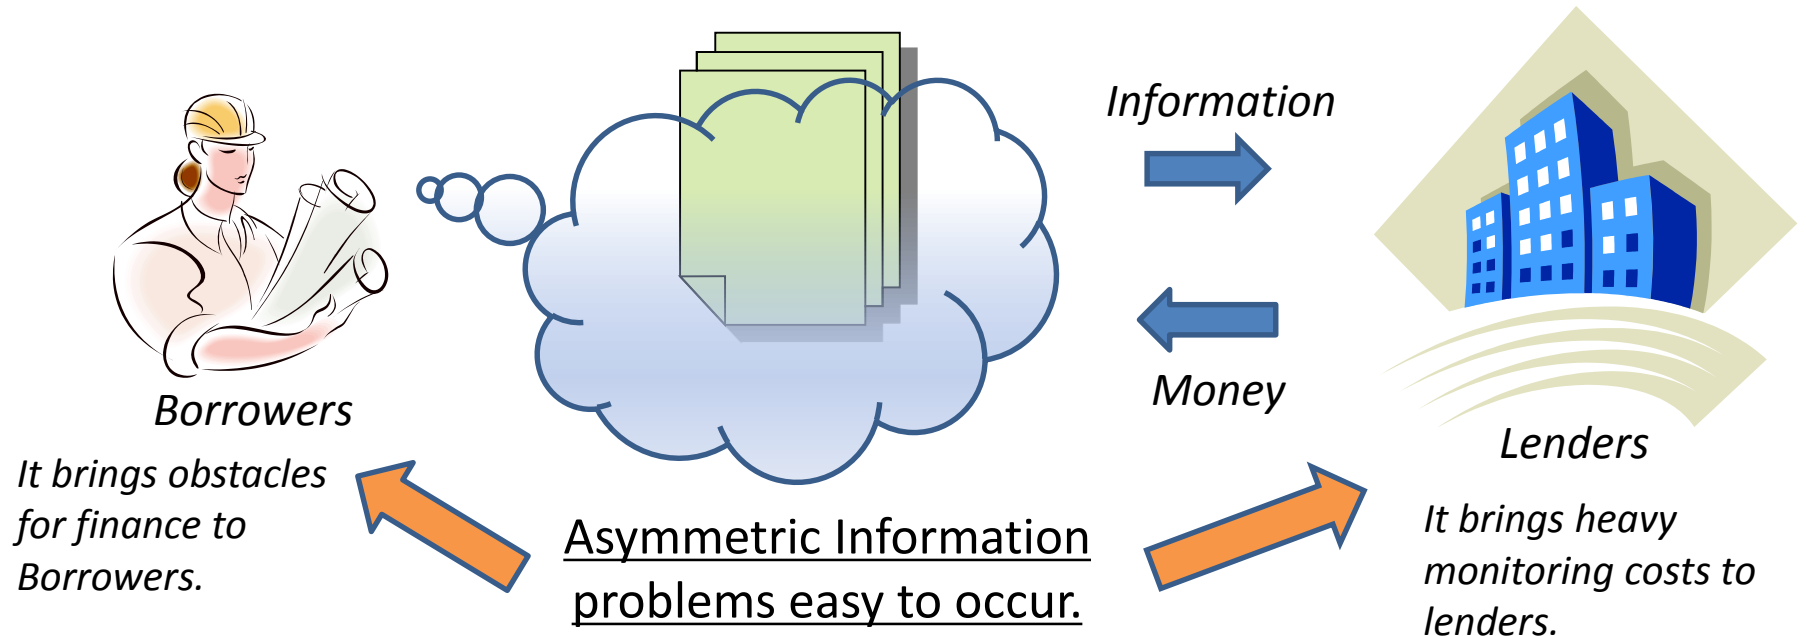 Information
Money
Borrowers
It brings obstacles
for finance to
Borrowers.
Asymmetric Information
problems easy to occur.
Lenders
It brings heavy
monitoring costs to
lenders.